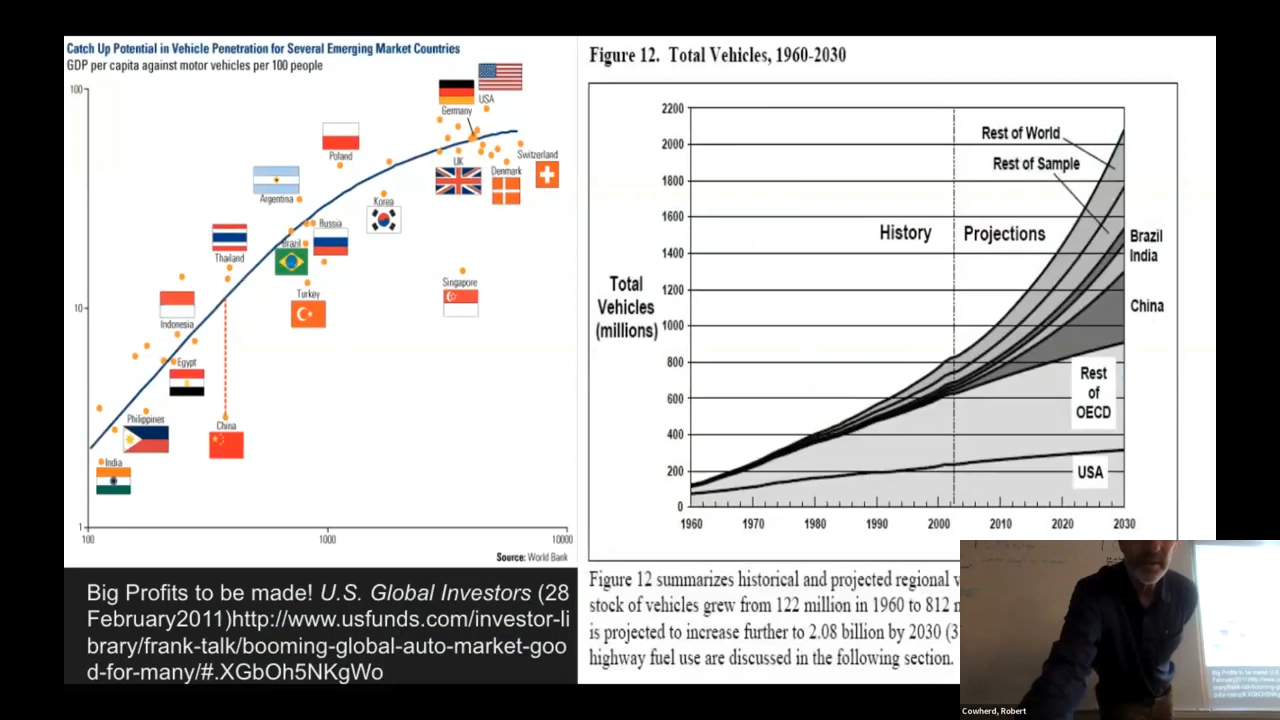 Catch Up Potential in Vehicle Penetration for Several Emerging Market Countries
GDP per capita against motor vehicles per 100 people
100
USA
Germany
Poland
UK
Switzerland
Denmark
Argentina
Korea
Russia
Brazil
Thailand
Singapore
Turkey
10
Indonesia
Egypt
Philippines
China
India
1
100
1000
10000
Source: World Bank
Big Profits to be made! U.S. Global Investors (28
February2011)http://www.usfunds.com/investor-li
brary/frank-talk/booming-global-auto-market-goo
d-for-many/#.XGbOh5NKgWo
Figure 12. Total Vehicles, 1960-2030
2200
2000
1800
1600
1400
1200
1000
800
600
400
200
0
Total
Vehicles
(millions)
History
Projections
Rest of World
Rest of Sample
Brazil
India
China
Rest
of
OECD
USA
1960 1970 1980 1990 2000 2010 2020 2030
Figure 12 summarizes historical and projected regional v
stock of vehicles grew from 122 million in 1960 to 812 m
is projected to increase further to 2.08 billion by 2030 (3
highway fuel use are discussed in the following section.
Cowherd, Robert